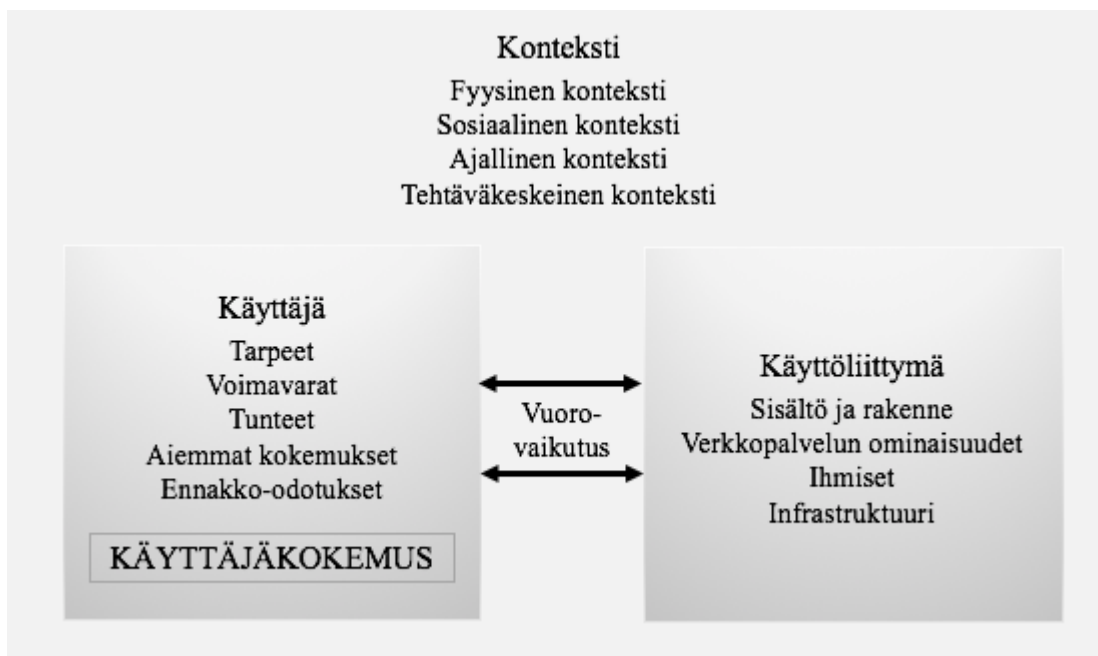 Konteksti
Fyysinen konteksti
Sosiaalinen konteksti
Ajallinen konteksti
Tehtäväkeskeinen konteksti
Käyttäjä
Tarpeet
Voimavarat
Tunteet
Aiemmat kokemukset
Ennakko-odotukset
KÄYTTÄJÄKOKEMUS
Vuoro-
vaikutus
Käyttöliittymä
Sisältö ja rakenne
Verkkopalvelun ominaisuudet
Ihmiset
Infrastruktuuri